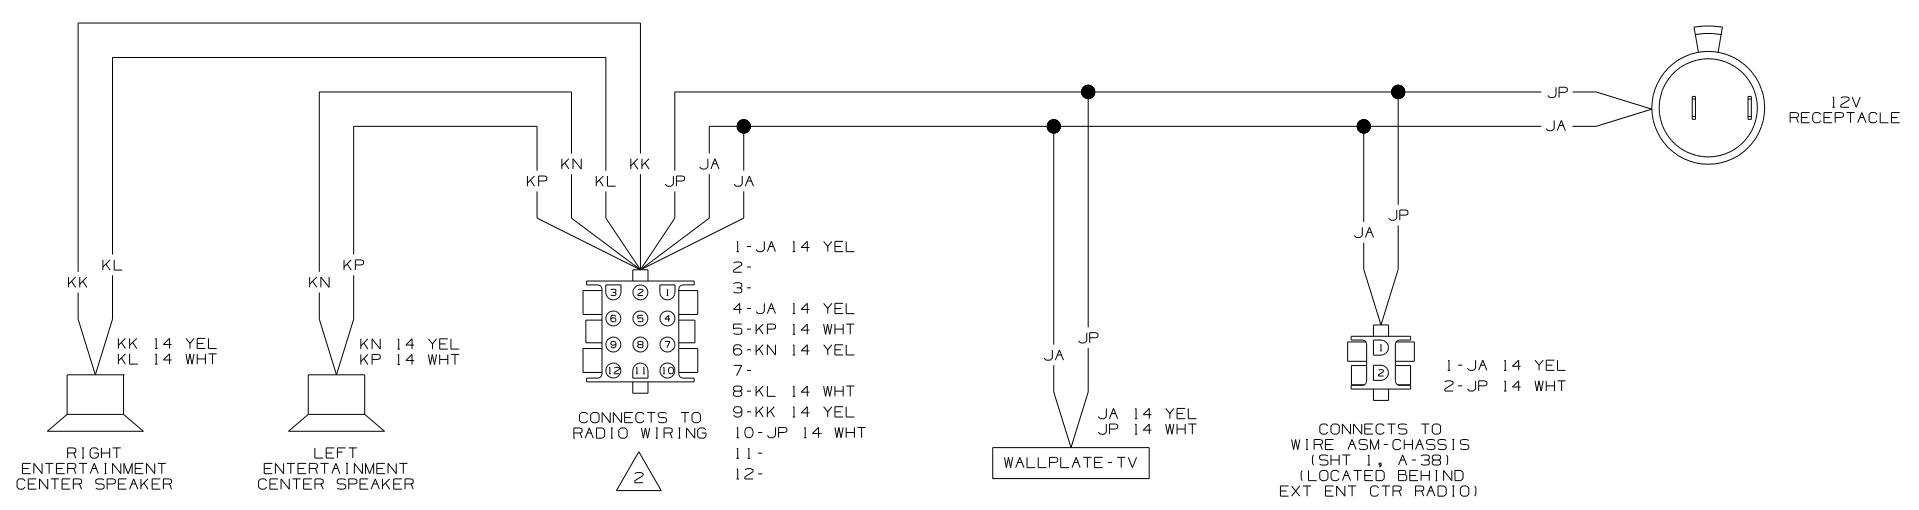 JP
JA
12V
RECEPTACLE
KP
KN
KL
KK
JP
JA
JA
JP
JA
KL
KK
KP
KN
1-JA 14 YEL
2-
3-
4-JA 14 YEL
5-KP 14 WHT
6-KN 14 YEL
7-
8-KL 14 WHT
9-KK 14 YEL
10-JP 14 WHT
11-
12-
3 2 1
6 5 4
9 8 7
12 11 10
KK 14 YEL
KL 14 WHT
KN 14 YEL
KP 14 WHT
JP
JA
1
2
1-JA 14 YEL
2-JP 14 WHT
CONNECTS TO
RADIO WIRING
2
JA 14 YEL
JP 14 WHT
WALLPLATE-TV
CONNECTS TO
WIRE ASM-CHASSIS
(SHT 1, A-38)
(LOCATED BEHIND
EXT ENT CTR RADIO)
RIGHT
ENTERTAINMENT
CENTER SPEAKER
LEFT
ENTERTAINMENT
CENTER SPEAKER